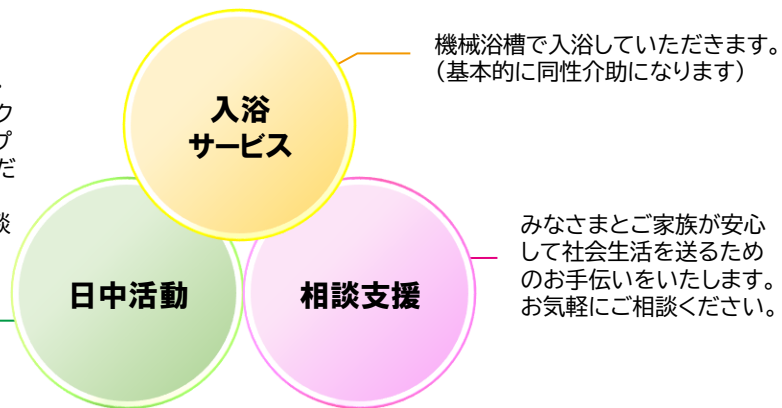 入浴
サービス
機械浴槽で入浴していただきます。
（基本的に同性介助になります）
ク
プ
だ
談
日中活動
相談支援
みなさまとご家族が安心
して社会生活を送るため
のお手伝いをいたします。
お気軽にご相談ください。